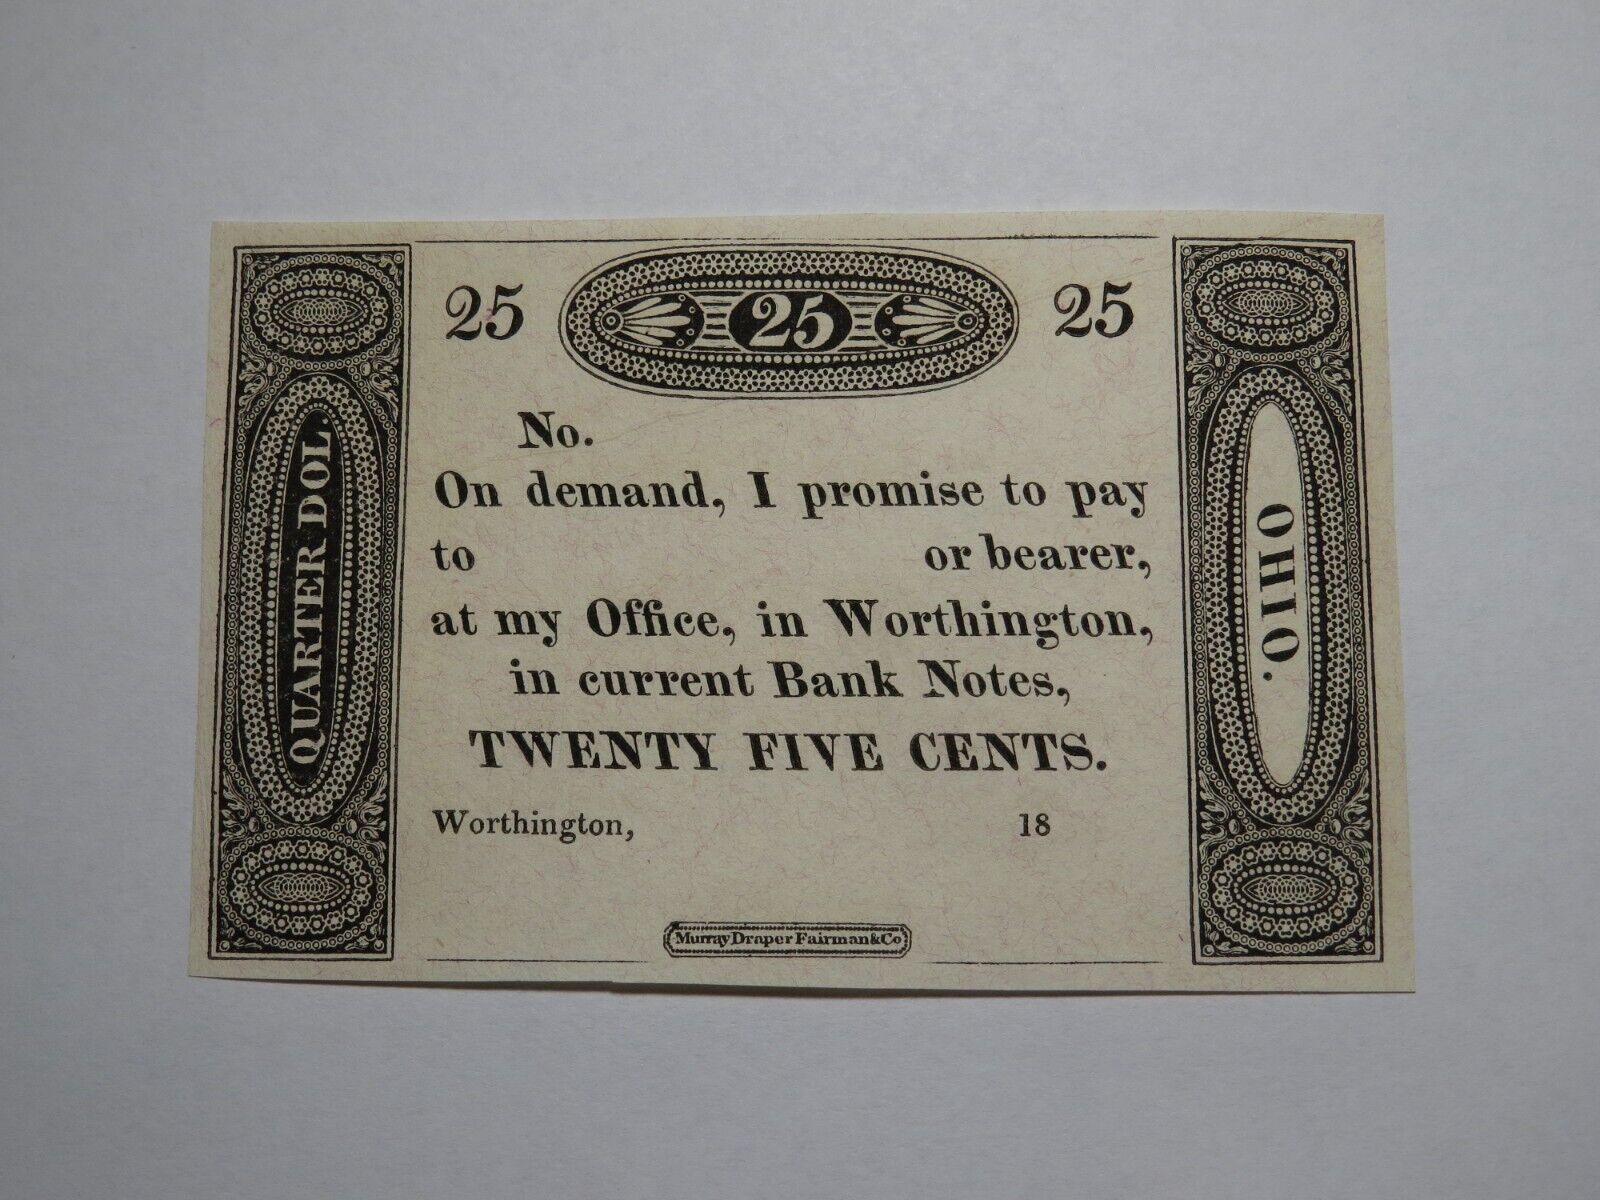 25 25 25
No.
On demand, I promise to pay
to or bearer,
at my Office, in Worthington,
in current Bank Notes,
TWENTY FIVE CENTS.
Worthington, 18
Murray Draper Fairman & Co
QUARTER DOL.
OHIO.